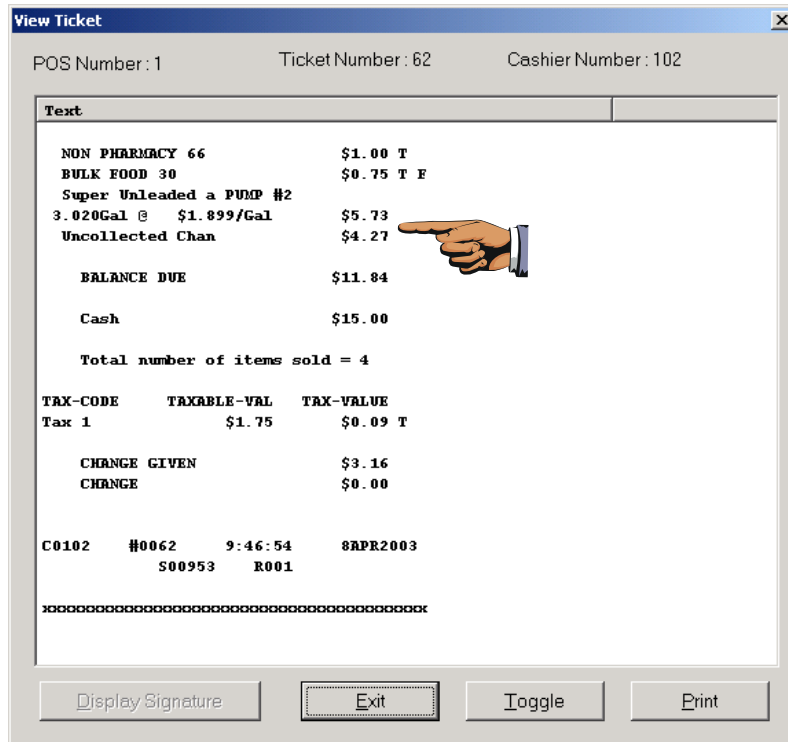 View Ticket
POS Number : 1 Ticket Number : 62 Cashier Number : 102
Text
NON PHARMACY 66 $1.00 T
BULK FOOD 30 $0.75 T F
Super Unleaded a PUMP #2
3.020Gal @ $1.899/Gal $5.73
Uncollected Chan $4.27
BALANCE DUE $11.84
Cash $15.00
Total number of items sold = 4
TAX-CODE TAXABLE-VAL TAX-VALUE
Tax 1 $1.75 $0.09 T
CHANGE GIVEN $3.16
CHANGE $0.00
C0102 #0062 9:46:54 8APR2003
S00953 R001
Display Signature Exit Toggle Print